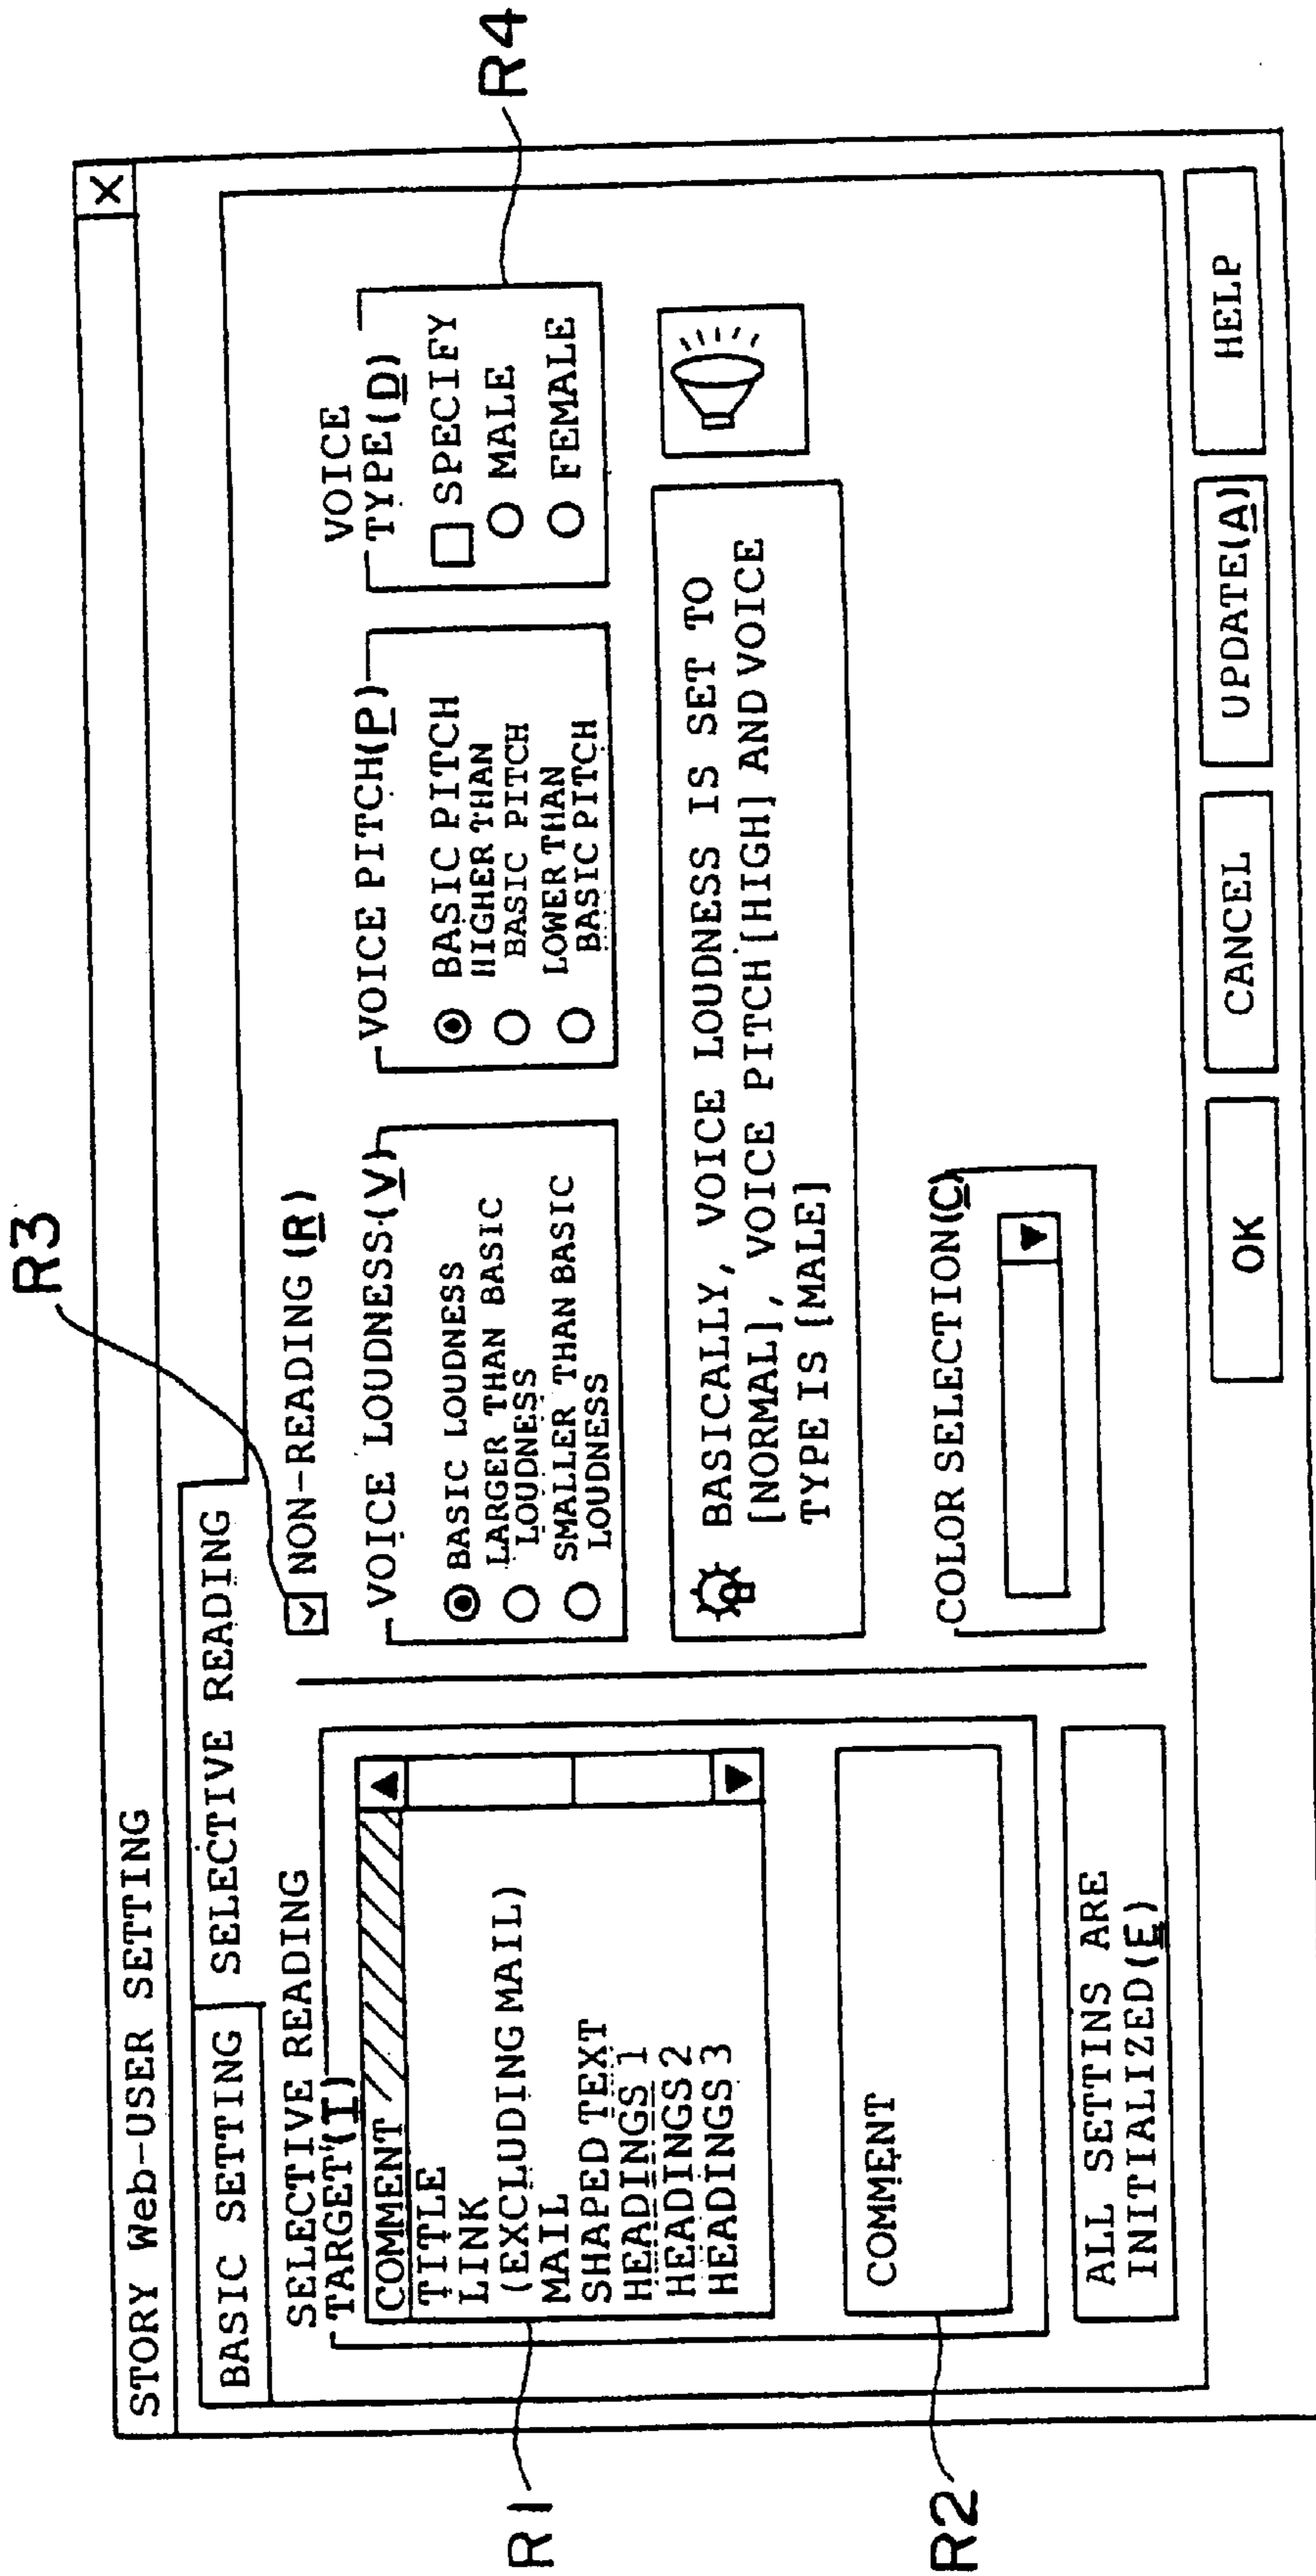 STORY Web-USER SETTING
X
BASIC SETTING
SELECTIVE READING
SELECTIVE READING
TARGET(T)
COMMENT
TITLE
LINK
(EXCLUDING MAIL)
MAIL
SHAPED TEXT
HEADINGS 1
HEADINGS 2
HEADINGS 3
COMMENT
ALL SETTINS ARE
INITIALIZED(E)
NON-READING (R)
VOICE LOUDNESS(V)
BASIC LOUDNESS
LARGER THAN BASIC
LOUDNESS
SMALLER THAN BASIC
LOUDNESS
VOICE PITCH(P)
BASIC PITCH
HIGHER THAN
BASIC PITCH
LOWER THAN
BASIC PITCH
VOICE
TYPE(D)
SPECIFY
MALE
FEMALE
BASICALLY, VOICE LOUDNESS IS SET TO
[NORMAL], VOICE PITCH [HIGH] AND VOICE
TYPE IS [MALE]
COLOR SELECTION(C)
OK
CANCEL
UPDATE(A)
HELP
R1
R2
R3
R4